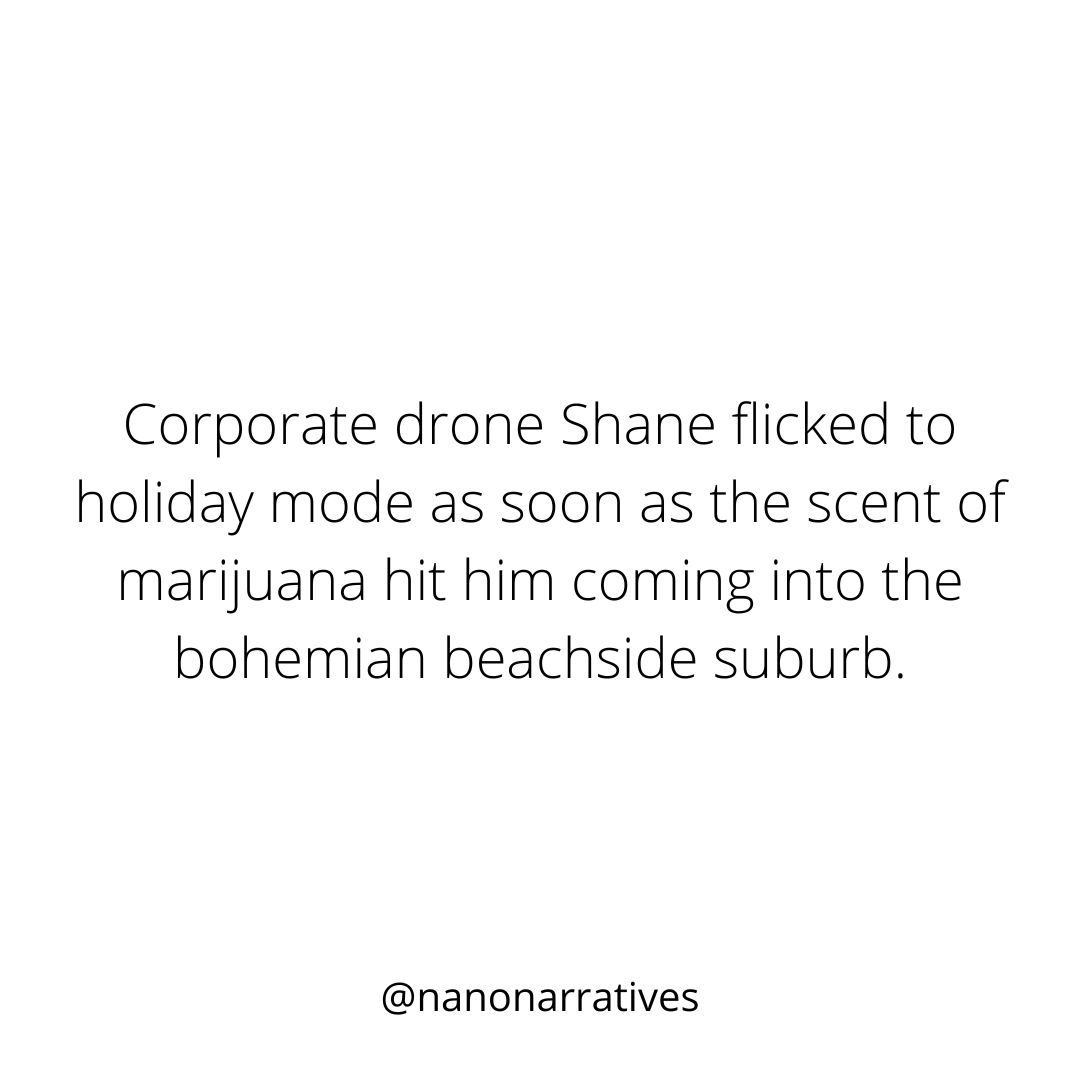 Corporate drone Shane flicked to
holiday mode as soon as the scent of
marijuana hit him coming into the
bohemian beachside suburb.
@nanonarratives